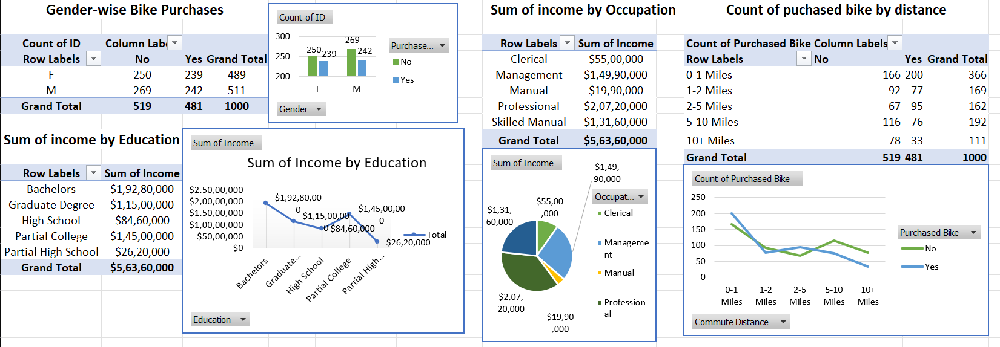 Gender-wise Bike Purchases
Count of ID Column Labe
Row Labels No Yes Grand Total
F 250 239 489
M 269 242 511
Grand Total 519 481 1000
Count of ID
300
250
200
250 239
269
242
F M
Purchase...
No
Yes
Gender
Sum of income by Education
Row Labels Sum of Income
Bachelors $1,92,80,000
Graduate Degree $1,15,00,000
High School $84,60,000
Partial College $1,45,00,000
Partial High School $26,20,000
Grand Total $5,63,60,000
Sum of Income
Sum of Income by Education
$2,50,00,000
$2,00,00,000
$1,50,00,000
$1,00,00,000
$50,00,000
$0
$1,92,80,00
0
$1,15,00,00
0
$84,60,000
$1,45,00,00
0
$26,20,000
Total
Bachelors
Graduate...
High School
Partial College
Partial High...
Education
Sum of income by Occupation
Row Labels Sum of Income
Clerical $55,00,000
Management $1,49,90,000
Manual $19,90,000
Professional $2,07,20,000
Skilled Manual $1,31,60,000
Grand Total $5,63,60,000
Sum of Income
$1,49,
90,000
$55,00
,000
$1,31,
60,000
$2,07,
20,000
$19,90
,000
Occupat...
Clerical
Manageme
nt
Manual
Profession
al
Count of puchased bike by distance
Count of Purchased Bike Column Labels
Row Labels No Yes Grand Total
0-1 Miles 166 200 366
1-2 Miles 92 77 169
2-5 Miles 67 95 162
5-10 Miles 116 76 192
10+ Miles 78 33 111
Grand Total 519 481 1000
Count of Purchased Bike
250
200
150
100
50
0
0-1 1-2 2-5 5-10 10+
Miles Miles Miles Miles Miles
Purchased Bike
No
Yes
Commute Distance